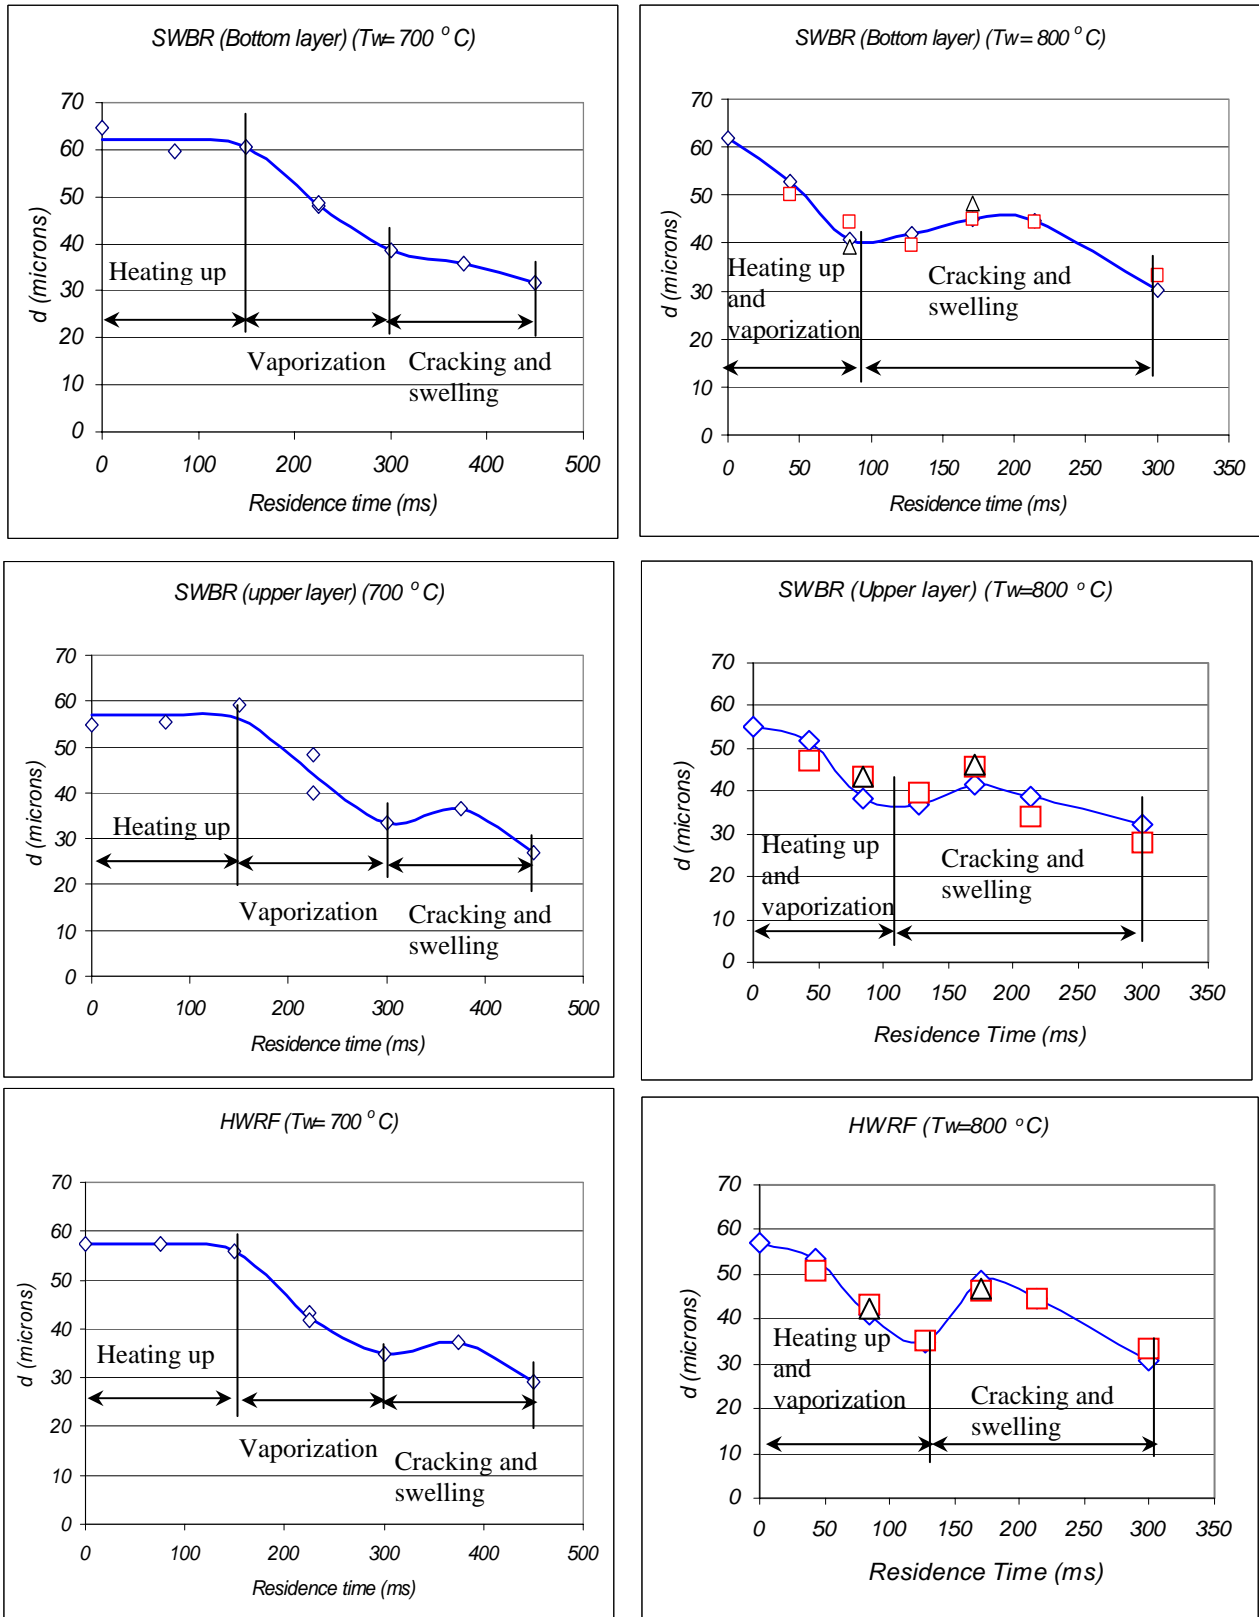 SWBR (Bottom layer) (Tw= 700 °C)
70
60
50
40
30
20
10
0
d (microns)
Heating up
Vaporization
Cracking and
swelling
0 100 200 300 400 500
Residence time (ms)
SWBR (Bottom layer) (Tw= 800 °C)
70
60
50
40
30
20
10
0
d (microns)
Heating up
and
vaporization
Cracking and
swelling
0 50 100 150 200 250 300 350
Residence time (ms)
SWBR (upper layer) (700 °C)
70
60
50
40
30
20
10
0
d (microns)
Heating up
Vaporization
Cracking and
swelling
0 100 200 300 400 500
Residence time (ms)
SWBR (Upper layer) (Tw=800 °C)
70
60
50
40
30
20
10
0
d (microns)
Heating up
and
vaporization
Cracking and
swelling
0 50 100 150 200 250 300 350
Residence Time (ms)
HWRF (Tw= 700 °C)
70
60
50
40
30
20
10
0
d (microns)
Heating up
Vaporization
Cracking and
swelling
0 100 200 300 400 500
Residence time (ms)
HWRF (Tw=800 °C)
70
60
50
40
30
20
10
0
d (microns)
Heating up
and
vaporization
Cracking and
swelling
0 50 100 150 200 250 300 350
Residence Time (ms)